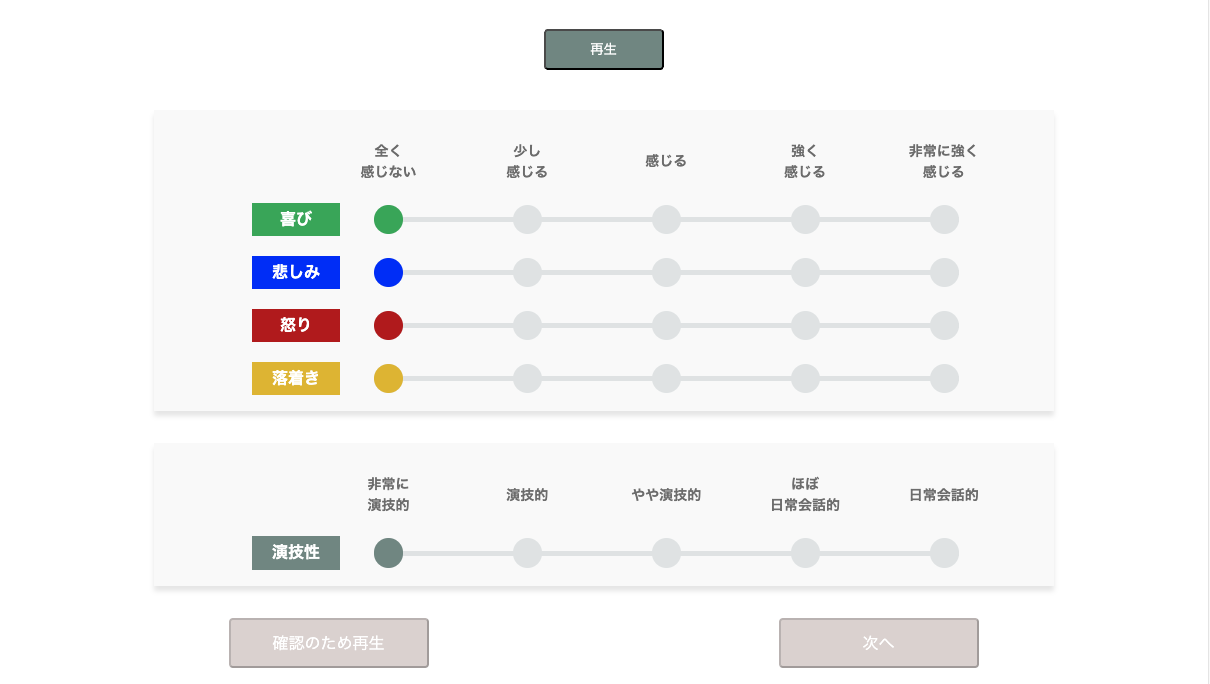 再生
全く
感じない
少し
感じる
感じる
強く
感じる
非常に強く
感じる
喜び
悲しみ
怒り
落着き
非常に
演技的
演技的
やや演技的
ほぼ
日常会話的
日常会話的
演技性
確認のため再生
次へ